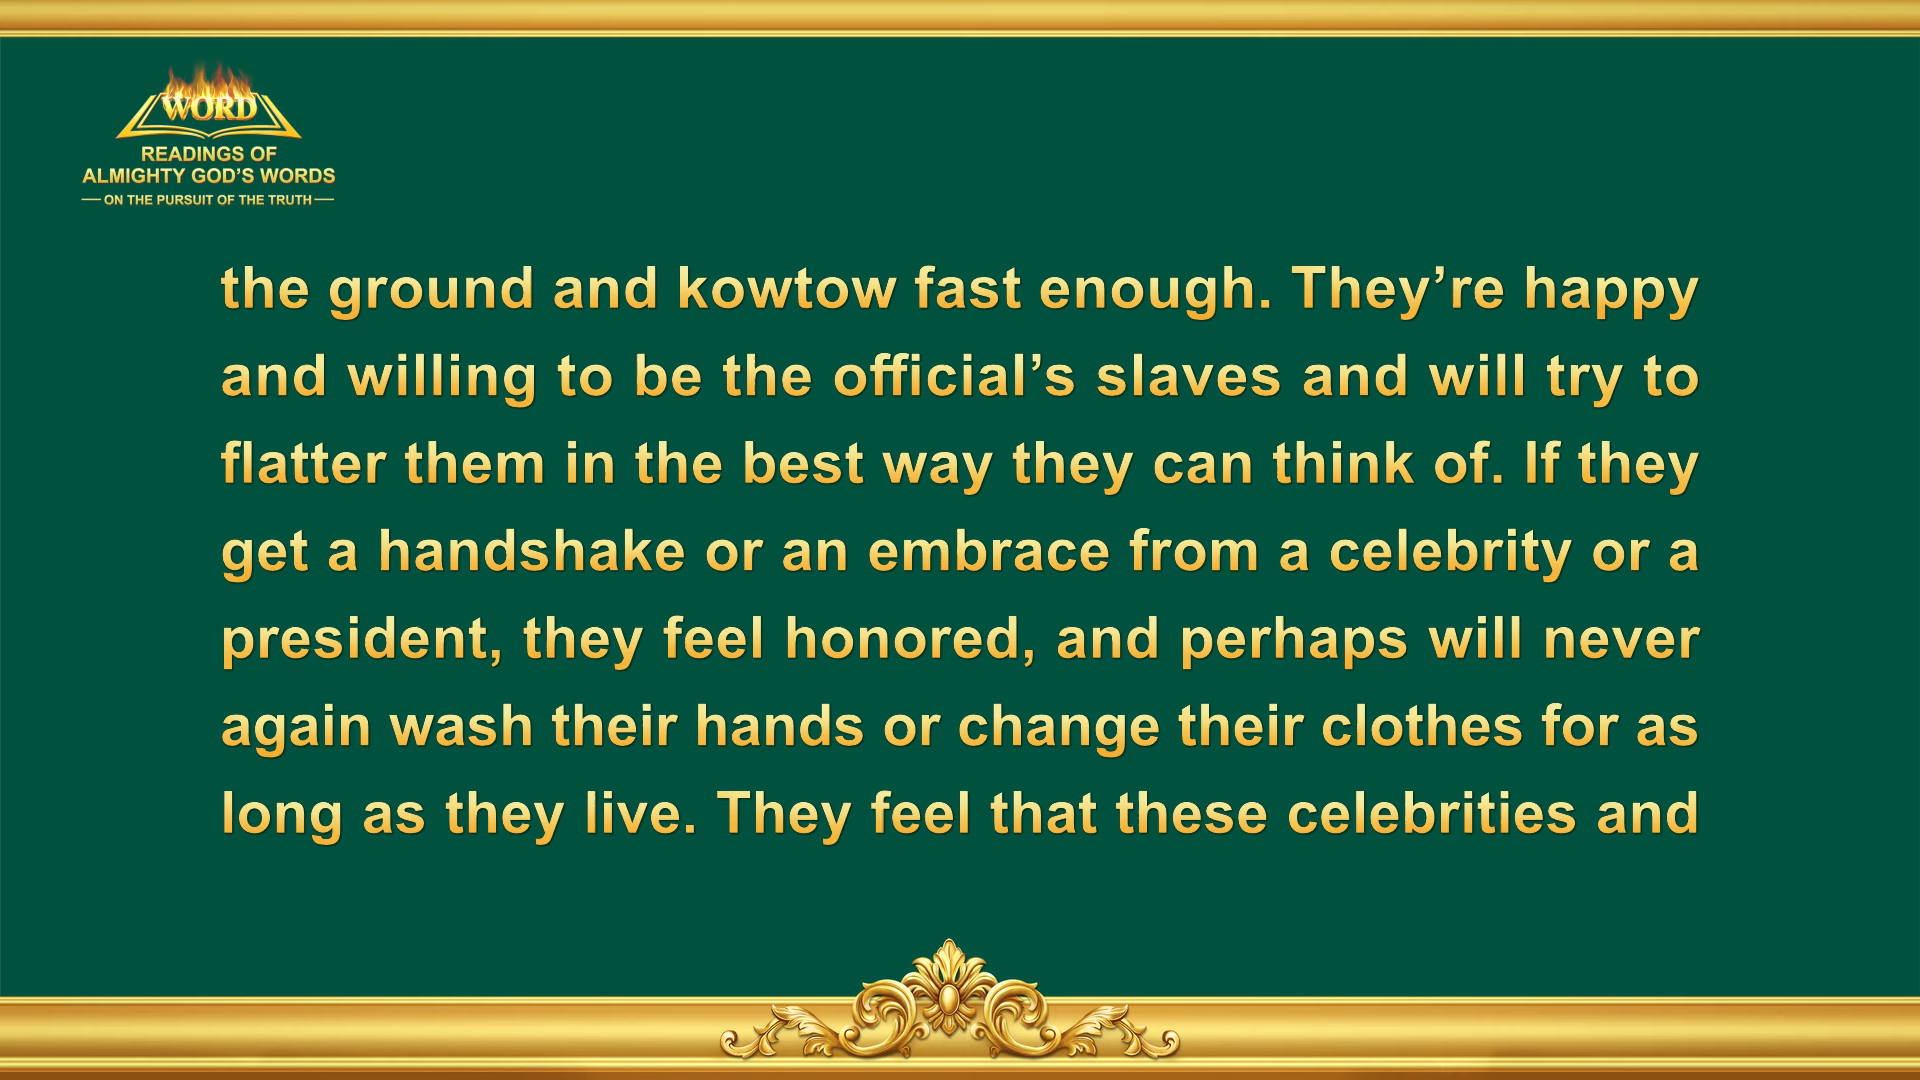 WORD
READINGS OF
ALMIGHTY GOD’S WORDS
ON THE PURSUIT OF THE TRUTH
the ground and kowtow fast enough. They’re happy
and willing to be the official’s slaves and will try to
flatter them in the best way they can think of. If they
get a handshake or an embrace from a celebrity or a
president, they feel honored, and perhaps will never
again wash their hands or change their clothes for as
long as they live. They feel that these celebrities and